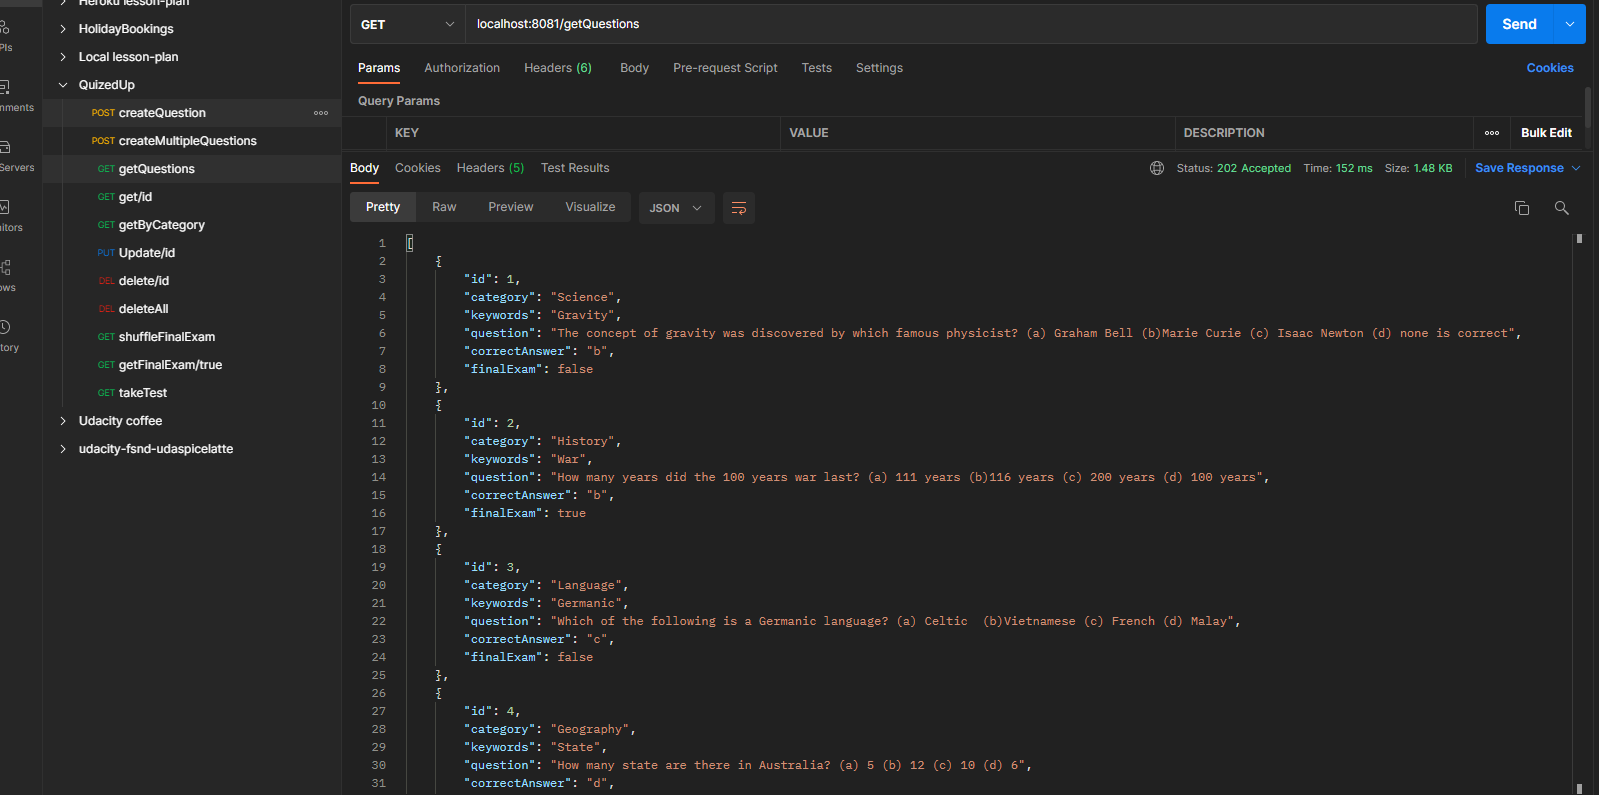 Heroku lesson-plan
HolidayBookings
Local lesson-plan
QuizedUp
POST createQuestion
POST createMultipleQuestions
GET getQuestions
GET get/id
GET getByCategory
PUT Update/id
DEL delete/id
DEL deleteAll
GET shuffleFinalExam
GET getFinalExam/true
GET takeTest
Udacity coffee
udacity-fsnd-udaspicelatte
GET localhost:8081/getQuestions Send
Params Authorization Headers (6) Body Pre-request Script Tests Settings Cookies
Query Params
KEY VALUE DESCRIPTION Bulk Edit
Body Cookies Headers (5) Test Results Status: 202 Accepted Time: 152 ms Size: 1.48 KB Save Response
Pretty Raw Preview Visualize JSON
1 [
2 {
3 "id": 1,
4 "category": "Science",
5 "keywords": "Gravity",
6 "question": "The concept of gravity was discovered by which famous physicist? (a) Graham Bell (b)Marie Curie (c) Isaac Newton (d) none is correct",
7 "correctAnswer": "b",
8 "finalExam": false
9 },
10 {
11 "id": 2,
12 "category": "History",
13 "keywords": "War",
14 "question": "How many years did the 100 years war last? (a) 111 years (b)116 years (c) 200 years (d) 100 years",
15 "correctAnswer": "b",
16 "finalExam": true
17 },
18 {
19 "id": 3,
20 "category": "Language",
21 "keywords": "Germanic",
22 "question": "Which of the following is a Germanic language? (a) Celtic  (b)Vietnamese (c) French (d) Malay",
23 "correctAnswer": "c",
24 "finalExam": false
25 },
26 {
27 "id": 4,
28 "category": "Geography",
29 "keywords": "State",
30 "question": "How many state are there in Australia? (a) 5 (b) 12 (c) 10 (d) 6",
31 "correctAnswer": "d",